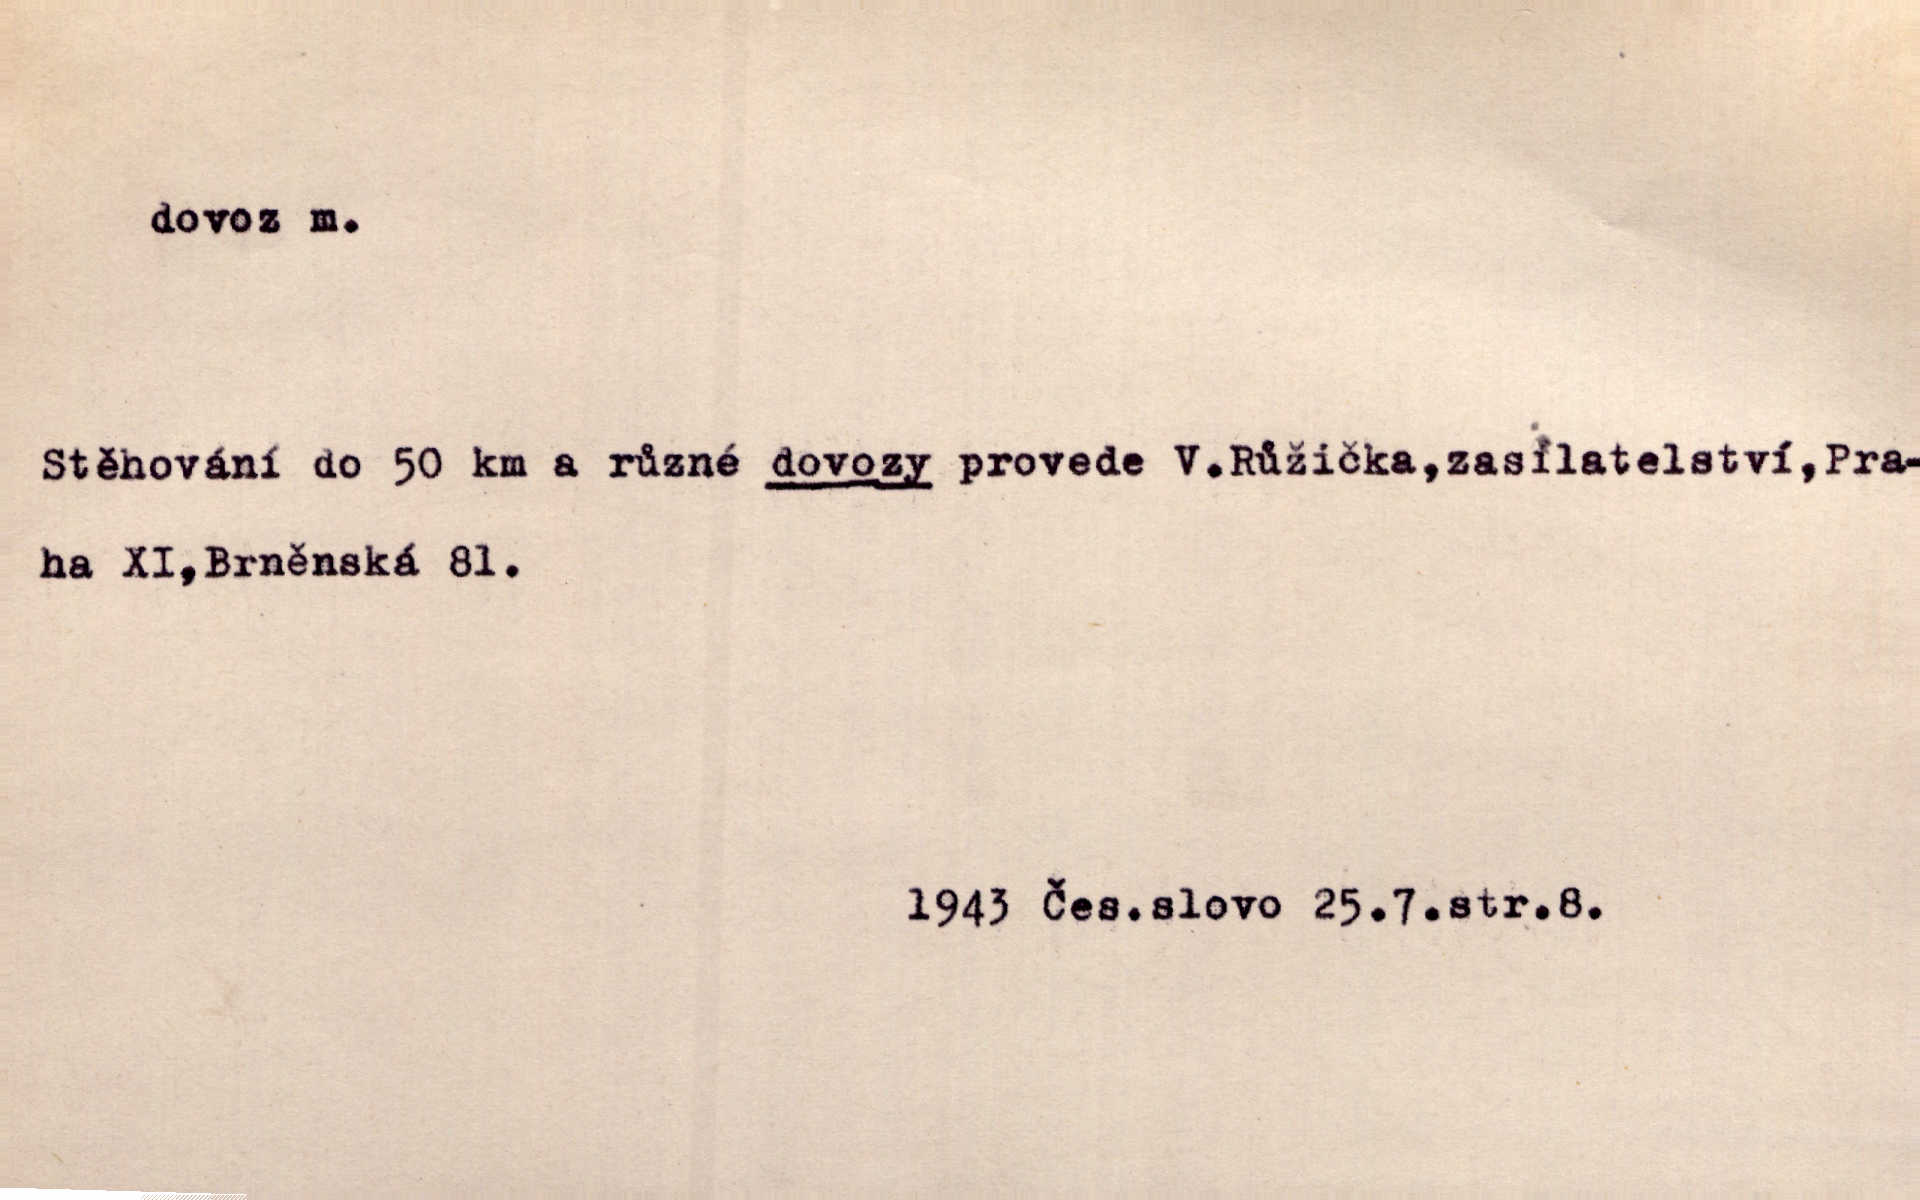 dovoz m.
Stěhování do 50 km a různé dovozy provede V.Růžička,zasílatelství,Pra-
ha XI,Brněnská 81.
1943 Čes.slovo 25.7.str.8.